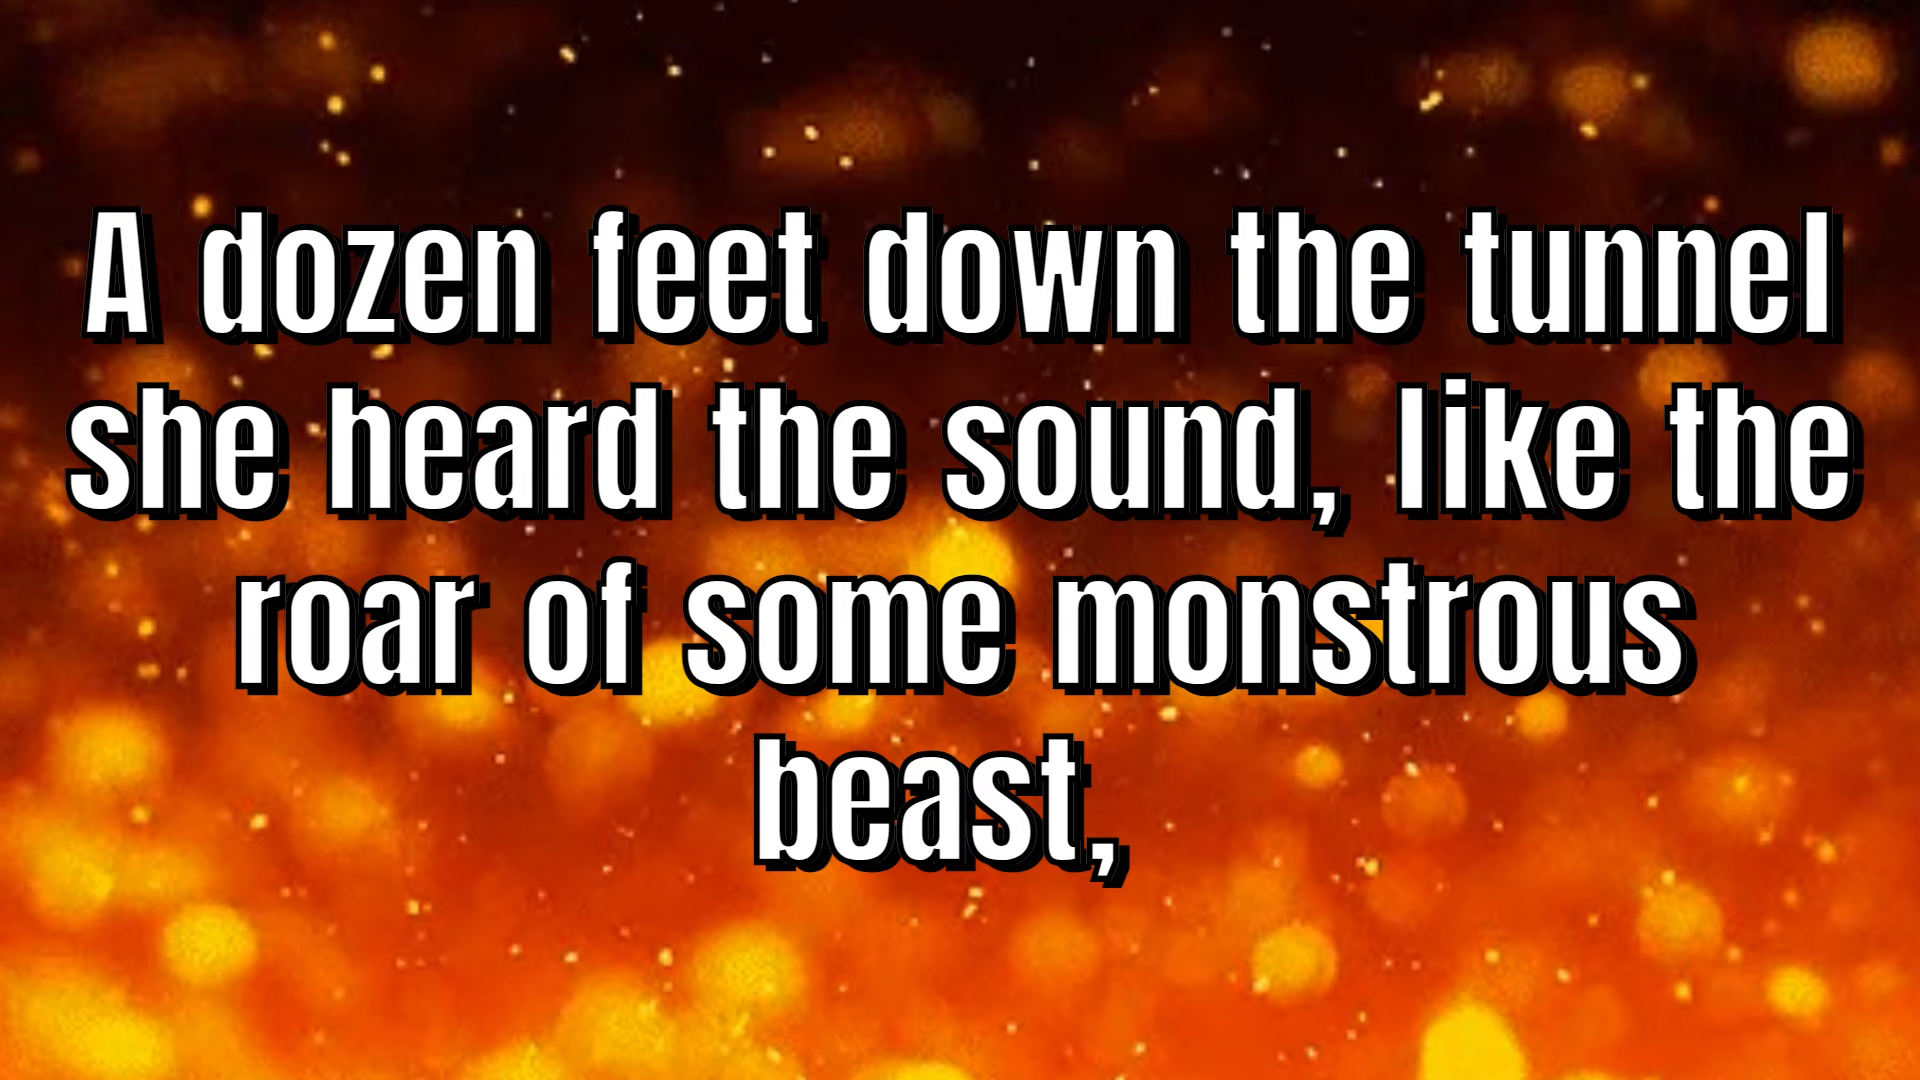 A dozen feet down the tunnel
she heard the sound, like the
roar of some monstrous
beast,